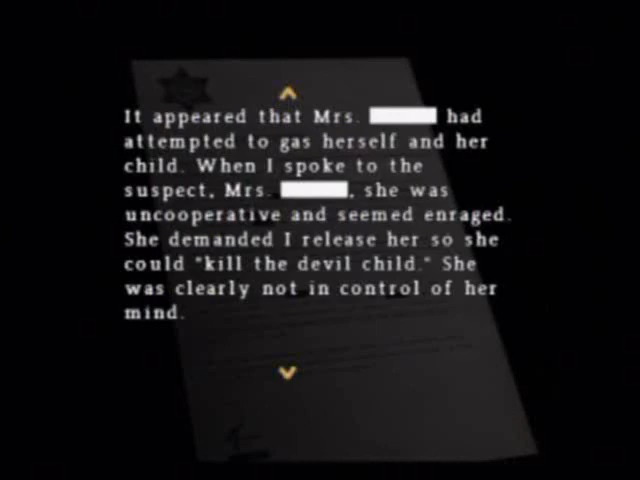 It appeared that Mrs. had
attempted to gas herself and her
child. When I spoke to the
suspect, Mrs. , she was
uncooperative and seemed enraged.
She demanded I release her so she
could "kill the devil child." She
was clearly not in control of her
mind.